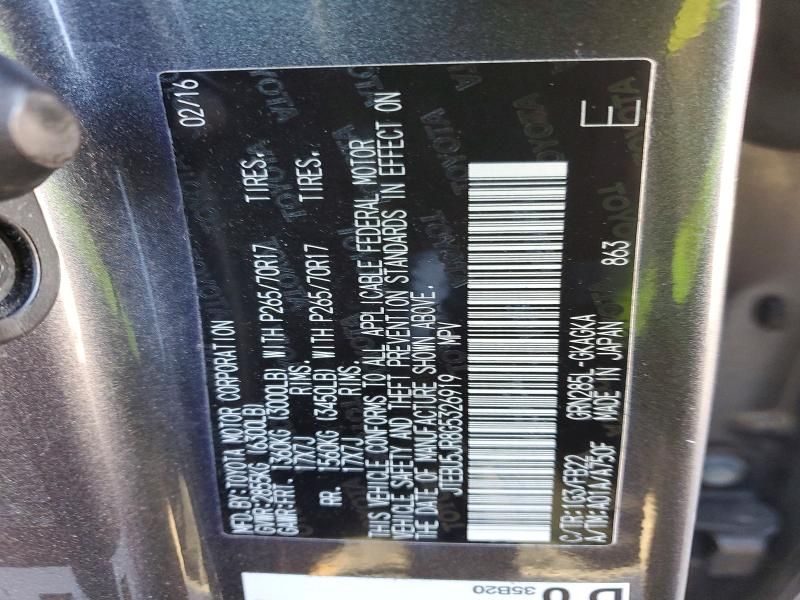 MFD.BY:TOYOTA MOTOR CORPORATION 02/16
GVWR:2855KG (6300LB)
GAWR:FRT. 1360KG (3000LB) WITH P265/70R17 TIRES.
17X7J RIMS.
RR. 1560KG (3450LB) WITH P265/70R17 TIRES.
17X7J RIMS.
THIS VEHICLE CONFORMS TO ALL APPLICABLE FEDERAL MOTOR
VEHICLE SAFETY AND THEFT PREVENTION STANDARDS IN EFFECT ON
THE DATE OF MANUFACTURE SHOWN ABOVE.
JTEBU5JR8G5326919 MPV
C/TR:1G3/FB22 GRN285L-GKAGKA
A/TM:A01A/A750F MADE IN JAPAN 863
E
35B20